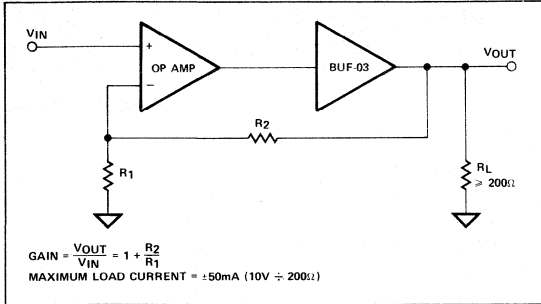 VIN
+
OP AMP
−
BUF-03
VOUT
R2
R1
RL
≥ 200Ω
GAIN = VOUT/VIN = 1 + R2/R1
MAXIMUM LOAD CURRENT = ±50mA (10V ÷ 200Ω)